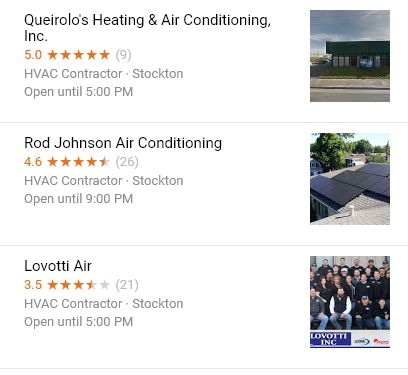 Queirolo's Heating & Air Conditioning,
Inc.
5.0 ★★★★★ (9)
HVAC Contractor · Stockton
Open until 5:00 PM
Rod Johnson Air Conditioning
4.6 (26)
HVAC Contractor · Stockton
Open until 9:00 PM
Lovotti Air
3.5 (21)
HVAC Contractor · Stockton
Open until 5:00 PM
LOVOTTI
INC